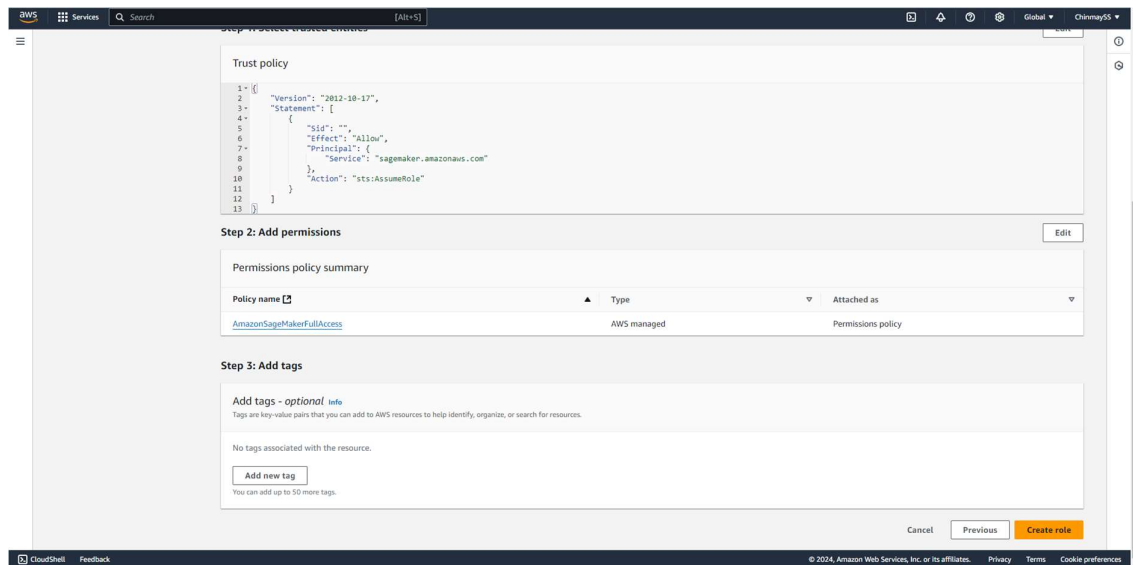 aws Services Search [Alt+S] Global ▼ ChinmaySS ▼
Step 1: Select trusted entities Edit
Trust policy
1 {
2 "Version": "2012-10-17",
3 "Statement": [
4 {
5 "Sid": "",
6 "Effect": "Allow",
7 "Principal": {
8 "Service": "sagemaker.amazonaws.com"
9 },
10 "Action": "sts:AssumeRole"
11 }
12 ]
13 }
Step 2: Add permissions Edit
Permissions policy summary
Policy name Type Attached as
AmazonSageMakerFullAccess AWS managed Permissions policy
Step 3: Add tags
Add tags - optional Info
Tags are key-value pairs that you can add to AWS resources to help identify, organize, or search for resources.
No tags associated with the resource.
Add new tag
You can add up to 50 more tags.
Cancel Previous Create role
CloudShell Feedback © 2024, Amazon Web Services, Inc. or its affiliates. Privacy Terms Cookie preferences